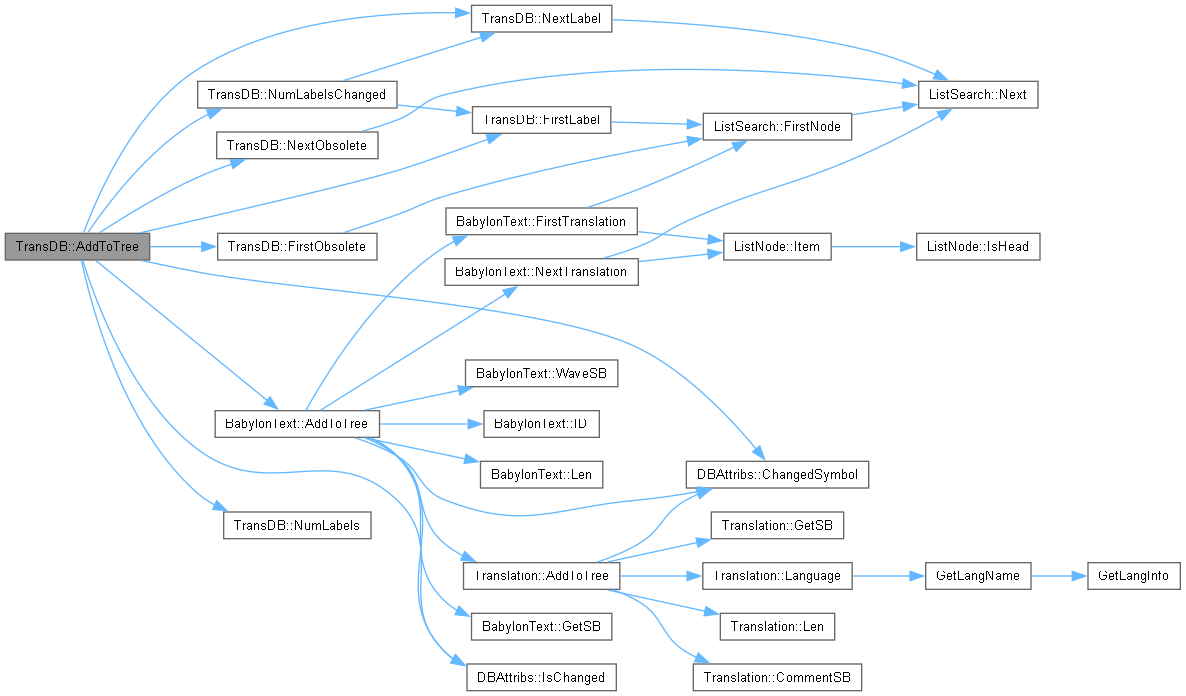 TransDB::NextLabel
TransDB::NumLabelsChanged
ListSearch::Next
TransDB::FirstLabel
ListSearch::FirstNode
TransDB::NextObsolete
BabylonText::FirstTranslation
TransDB::AddToTree
TransDB::FirstObsolete
ListNode::Item
ListNode::IsHead
BabylonText::NextTranslation
BabylonText::WaveSB
BabylonText::AddToTree
BabylonText::ID
BabylonText::Len
DBAttribs::ChangedSymbol
TransDB::NumLabels
Translation::GetSB
Translation::AddToTree
Translation::Language
GetLangName
GetLangInfo
BabylonText::GetSB
Translation::Len
DBAttribs::IsChanged
Translation::CommentSB